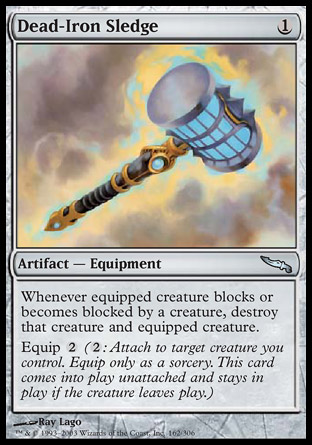 Dead-Iron Sledge 1
Artifact — Equipment
Whenever equipped creature blocks or
becomes blocked by a creature, destroy
that creature and equipped creature.
Equip 2 (2: Attach to target creature you
control. Equip only as a sorcery. This card
comes into play unattached and stays in
play if the creature leaves play.)
Ray Lago
™ & © 1993–2003 Wizards of the Coast, Inc. 162/306